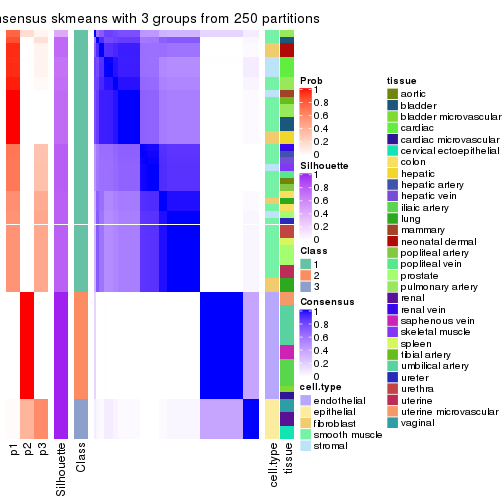 nsensus skmeans with 3 groups from 250 partitions
p1
p2
p3
Silhouette
Class
cell.type
tissue
Prob
1
0.8
0.6
0.4
0.2
0
Silhouette
1
0.8
0.6
0.4
0.2
0
Class
1
2
3
Consensus
1
0.8
0.6
0.4
0.2
0
cell.type
endothelial
epithelial
fibroblast
smooth muscle
stromal
tissue
aortic
bladder
bladder microvascular
cardiac
cardiac microvascular
cervical ectoepithelial
colon
hepatic
hepatic artery
hepatic vein
iliaic artery
lung
mammary
neonatal dermal
popliteal artery
popliteal vein
prostate
pulmonary artery
renal
renal vein
saphenous vein
skeletal muscle
spleen
tibial artery
umbilical artery
ureter
urethra
uterine
uterine microvascular
vaginal